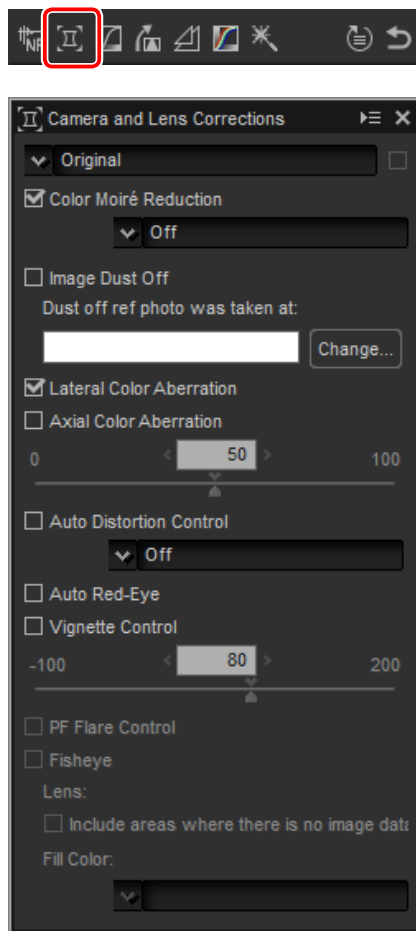 NR
Camera and Lens Corrections
Original
Color Moiré Reduction
Off
Image Dust Off
Dust off ref photo was taken at:
Change...
Lateral Color Aberration
Axial Color Aberration
0 50 100
Auto Distortion Control
Off
Auto Red-Eye
Vignette Control
-100 80 200
PF Flare Control
Fisheye
Lens:
Include areas where there is no image data
Fill Color: